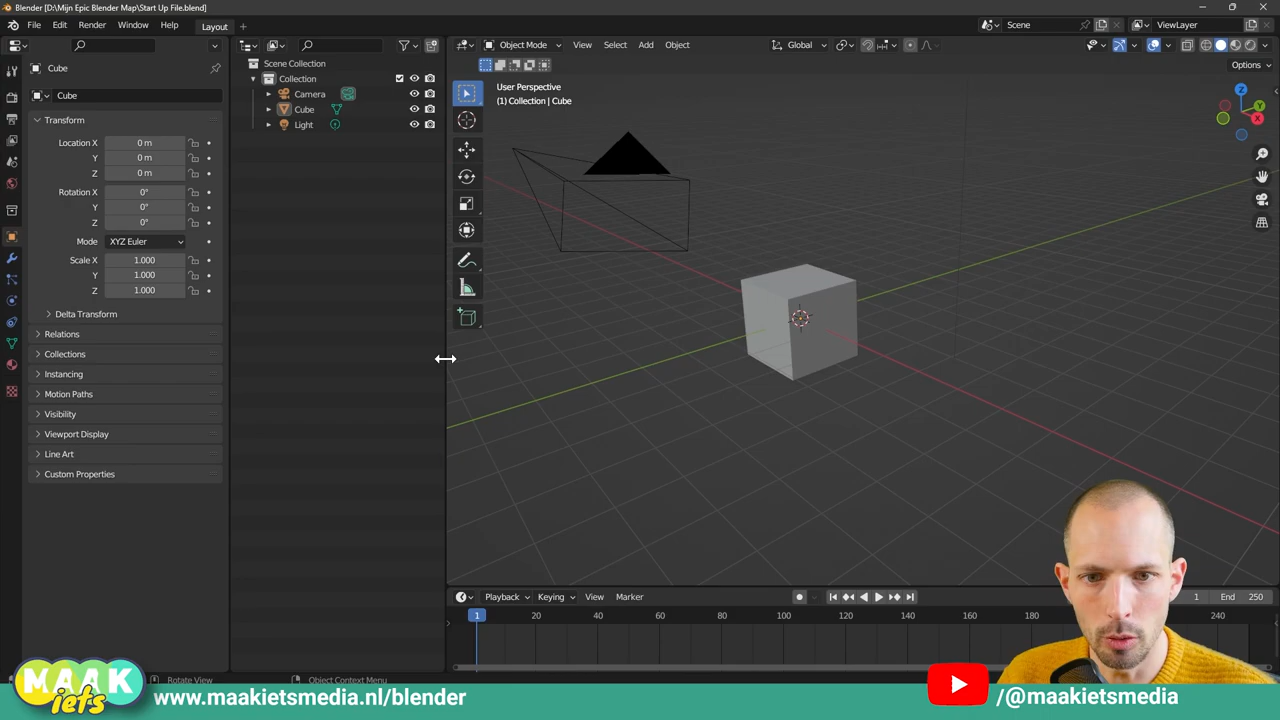 Blender [D:\Mijn Epic Blender Map\Start Up File.blend]
File Edit Render Window Help Layout + Scene ViewLayer
Object Mode View Select Add Object Global
Options
Cube
Cube
Transform
Location X 0 m
Y 0 m
Z 0 m
Rotation X 0°
Y 0°
Z 0°
Mode XYZ Euler
Scale X 1.000
Y 1.000
Z 1.000
Delta Transform
Relations
Collections
Instancing
Motion Paths
Visibility
Viewport Display
Line Art
Custom Properties
Scene Collection
Collection
Camera
Cube
Light
User Perspective
(1) Collection | Cube
Z
Y
X
Playback Keying View Marker 1 End 250
1 20 40 60 80 100 120 140 160 180 240
Rotate View Object Context Menu
MAAK
iets
www.maakietsmedia.nl/blender
/@maakietsmedia